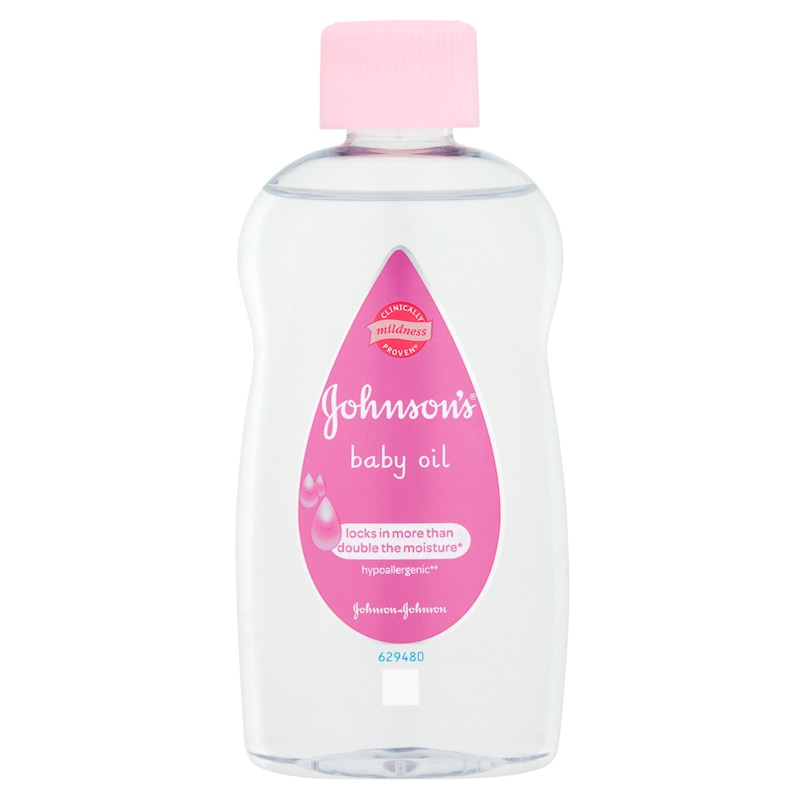 CLINICALLY
mildness
PROVEN®
Johnson's®
baby oil
locks in more than
double the moisture*
hypoallergenic**
Johnson & Johnson
629480